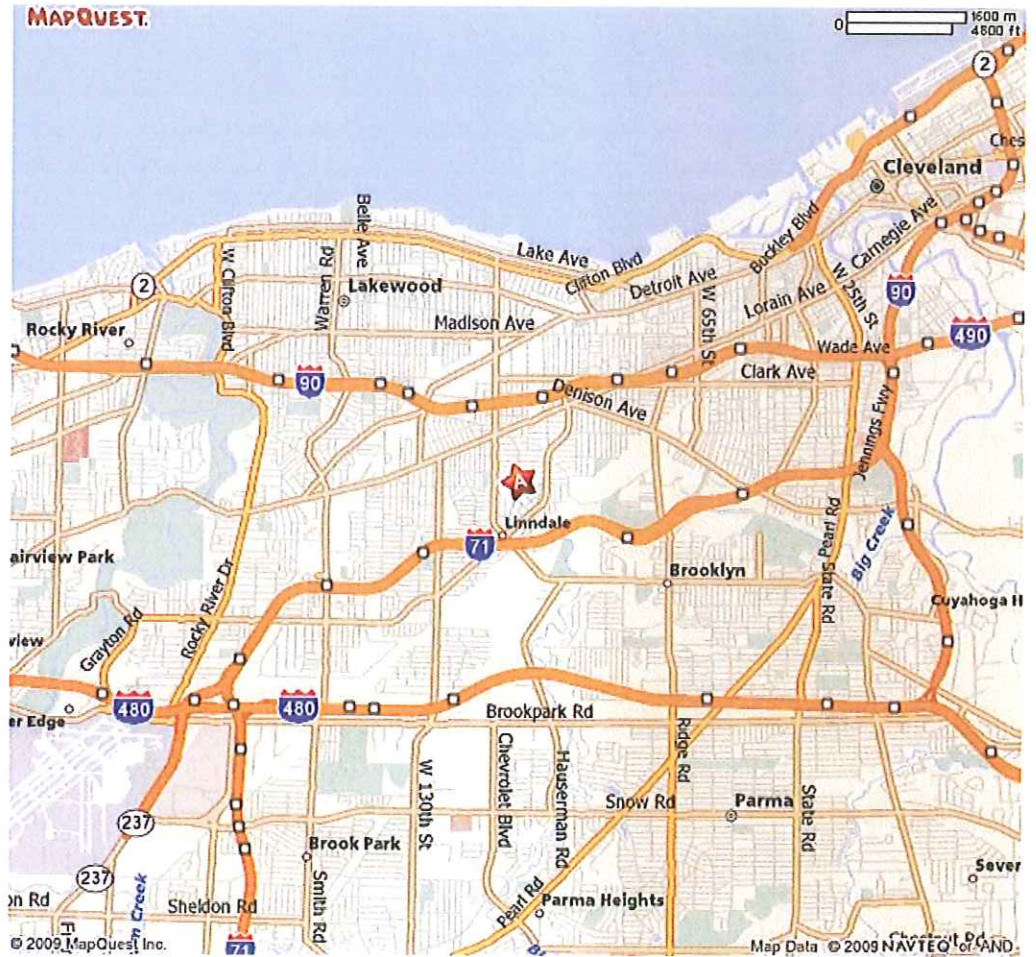 MAPQUEST.
0
1600 m
4800 ft
2
Ches
Cleveland
Belle Ave
Buckley Blvd
Carnegie Ave
Lake Ave
Clifton Blvd
W Clifton Blvd
Warren Rd
Detroit Ave
W 25th St
2
Lakewood
W 65th St
Lorain Ave
90
Rocky River
Madison Ave
490
Wade Ave
90
Clark Ave
Denison Ave
Jennings Fwy
A
Linndale
71
Pearl Rd
Big Creek
airview Park
Brooklyn
State Rd
Rocky River Dr
Cuyahoga H
Grayton Rd
view
480
480
er Edge
Brookpark Rd
Ridge Rd
Chevrolet Blvd
Hauserman Rd
W 130th St
Snow Rd
Parma
State Rd
237
Brook Park
237
Sever
Smith Rd
Pearl Rd
on Rd
Sheldon Rd
Parma Heights
m Creek
71
Chestnut Rd
© 2009 MapQuest Inc.
Map Data © 2009 NAVTEQ or AND